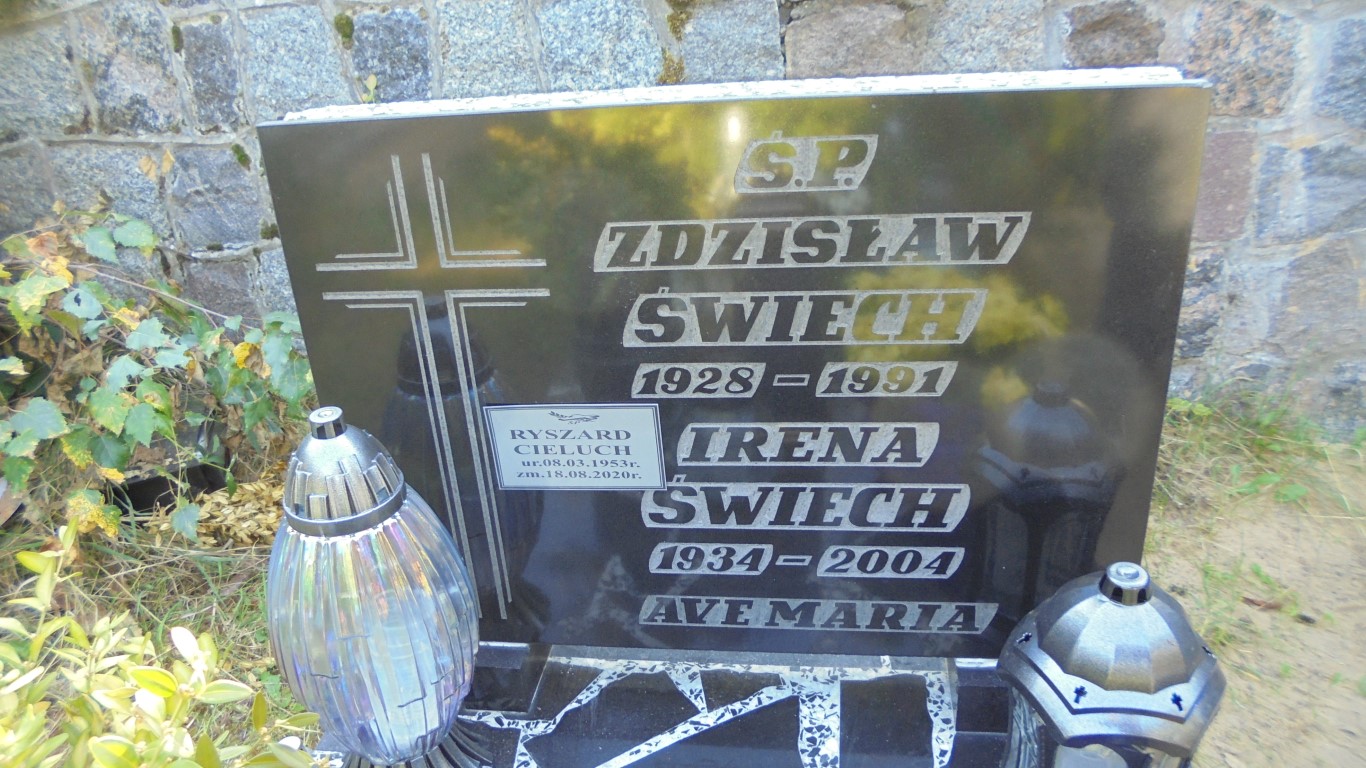 Ś.P.
ZDZISŁAW
ŚWIECH
1928 - 1991
IRENA
ŚWIECH
1934 - 2004
AVE MARIA
RYSZARD
CIELUCH
ur.08.03.1953r.
zm.18.08.2020r.